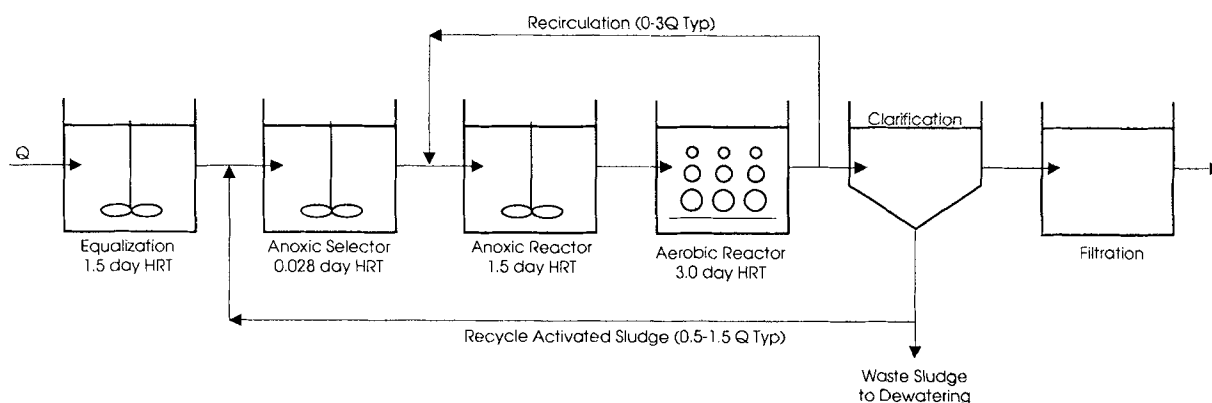 Recirculation (0-3Q Typ)
Clarification
Q
Equalization
1.5 day HRT
Anoxic Selector
0.028 day HRT
Anoxic Reactor
1.5 day HRT
Aerobic Reactor
3.0 day HRT
Filtration
Recycle Activated Sludge (0.5-1.5 Q Typ)
Waste Sludge
to Dewatering